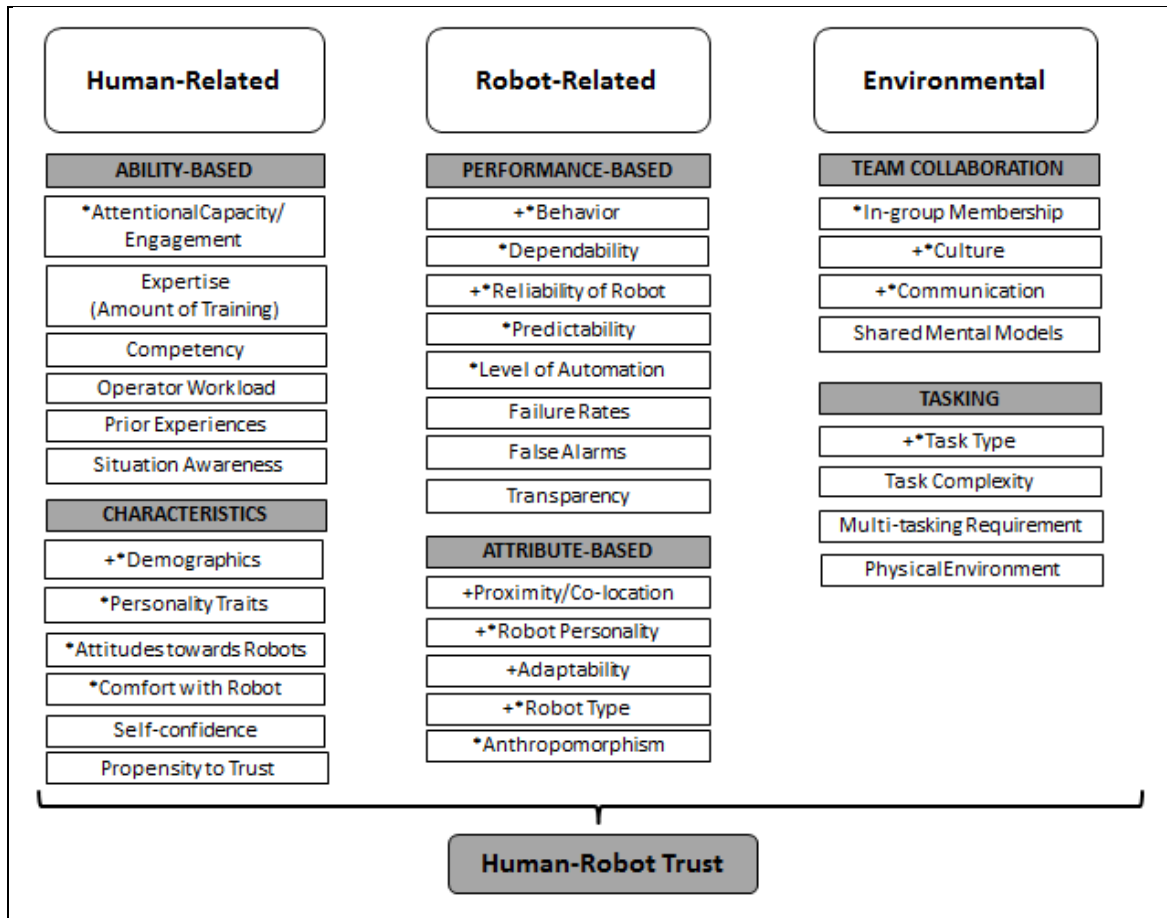 Human-Related
Robot-Related
Environmental
ABILITY-BASED
*Attentional Capacity/
Engagement
Expertise
(Amount of Training)
Competency
Operator Workload
Prior Experiences
Situation Awareness
CHARACTERISTICS
+*Demographics
*Personality Traits
*Attitudes towards Robots
*Comfort with Robot
Self-confidence
Propensity to Trust
PERFORMANCE-BASED
+*Behavior
*Dependability
+*Reliability of Robot
*Predictability
*Level of Automation
Failure Rates
False Alarms
Transparency
ATTRIBUTE-BASED
+Proximity/Co-location
+*Robot Personality
+Adaptability
+*Robot Type
*Anthropomorphism
TEAM COLLABORATION
*In-group Membership
+*Culture
+*Communication
Shared Mental Models
TASKING
+*Task Type
Task Complexity
Multi-tasking Requirement
Physical Environment
Human-Robot Trust